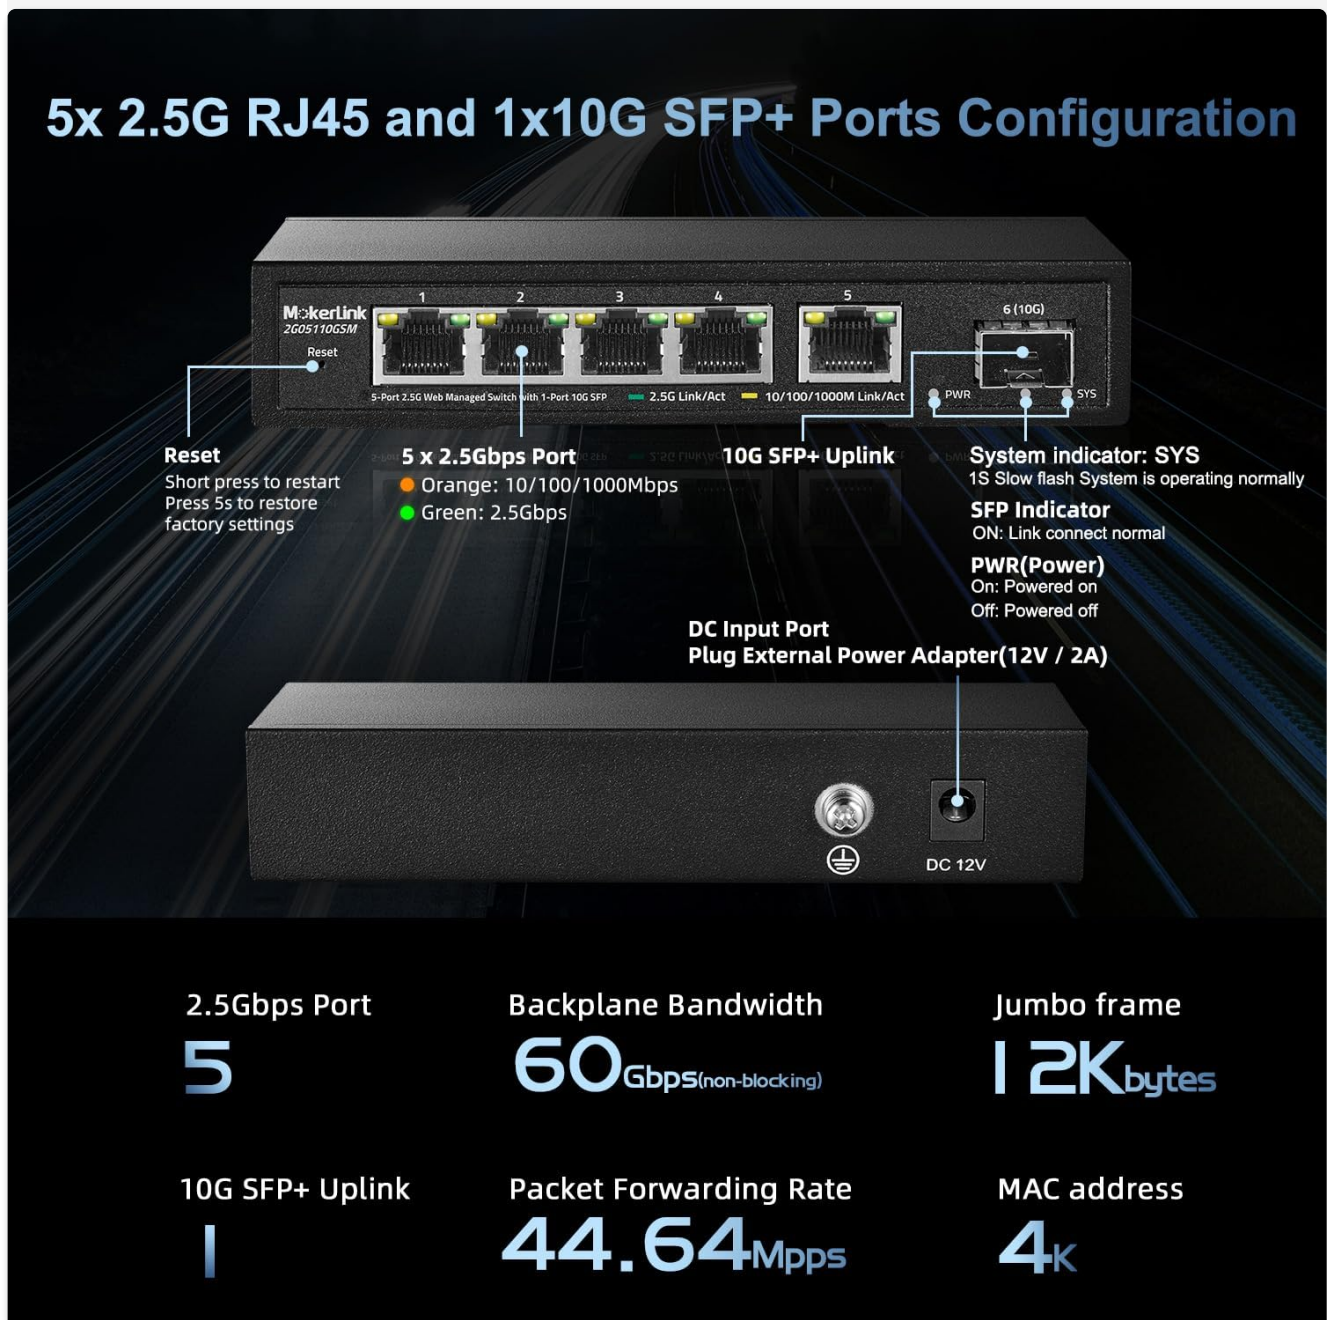 5x 2.5G RJ45 and 1x10G SFP+ Ports Configuration
MokerLink
2G05110GSM
Reset
1
2
3
4
5
6 (10G)
5-Port 2.5G Web Managed Switch with 1-Port 10G SFP
2.5G Link/Act
10/100/1000M Link/Act
PWR
SYS
Reset
Short press to restart
Press 5s to restore
factory settings
5 x 2.5Gbps Port
Orange: 10/100/1000Mbps
Green: 2.5Gbps
10G SFP+ Uplink
System indicator: SYS
1S Slow flash System is operating normally
SFP Indicator
ON: Link connect normal
PWR(Power)
On: Powered on
Off: Powered off
DC Input Port
Plug External Power Adapter(12V / 2A)
DC 12V
2.5Gbps Port
5
Backplane Bandwidth
60Gbps(non-blocking)
Jumbo frame
12Kbytes
10G SFP+ Uplink
1
Packet Forwarding Rate
44.64Mpps
MAC address
4K